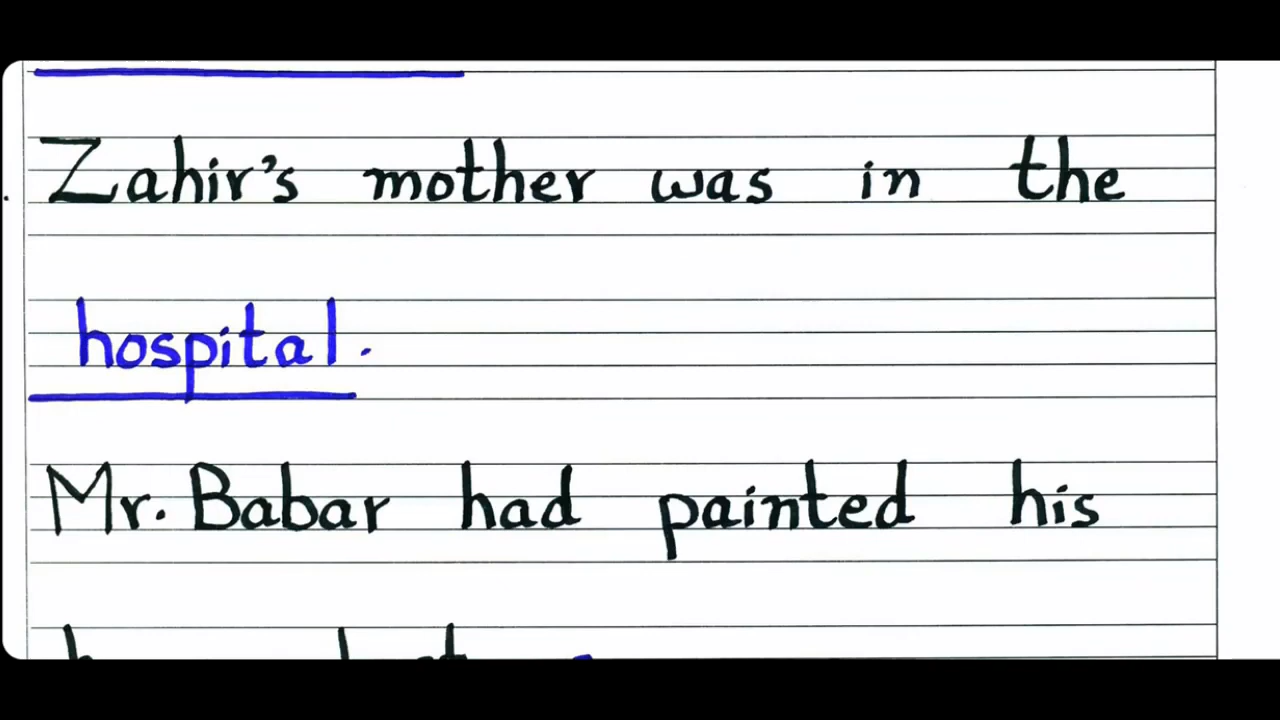 Zahir's mother was in the
hospital.
Mr. Babar had painted his